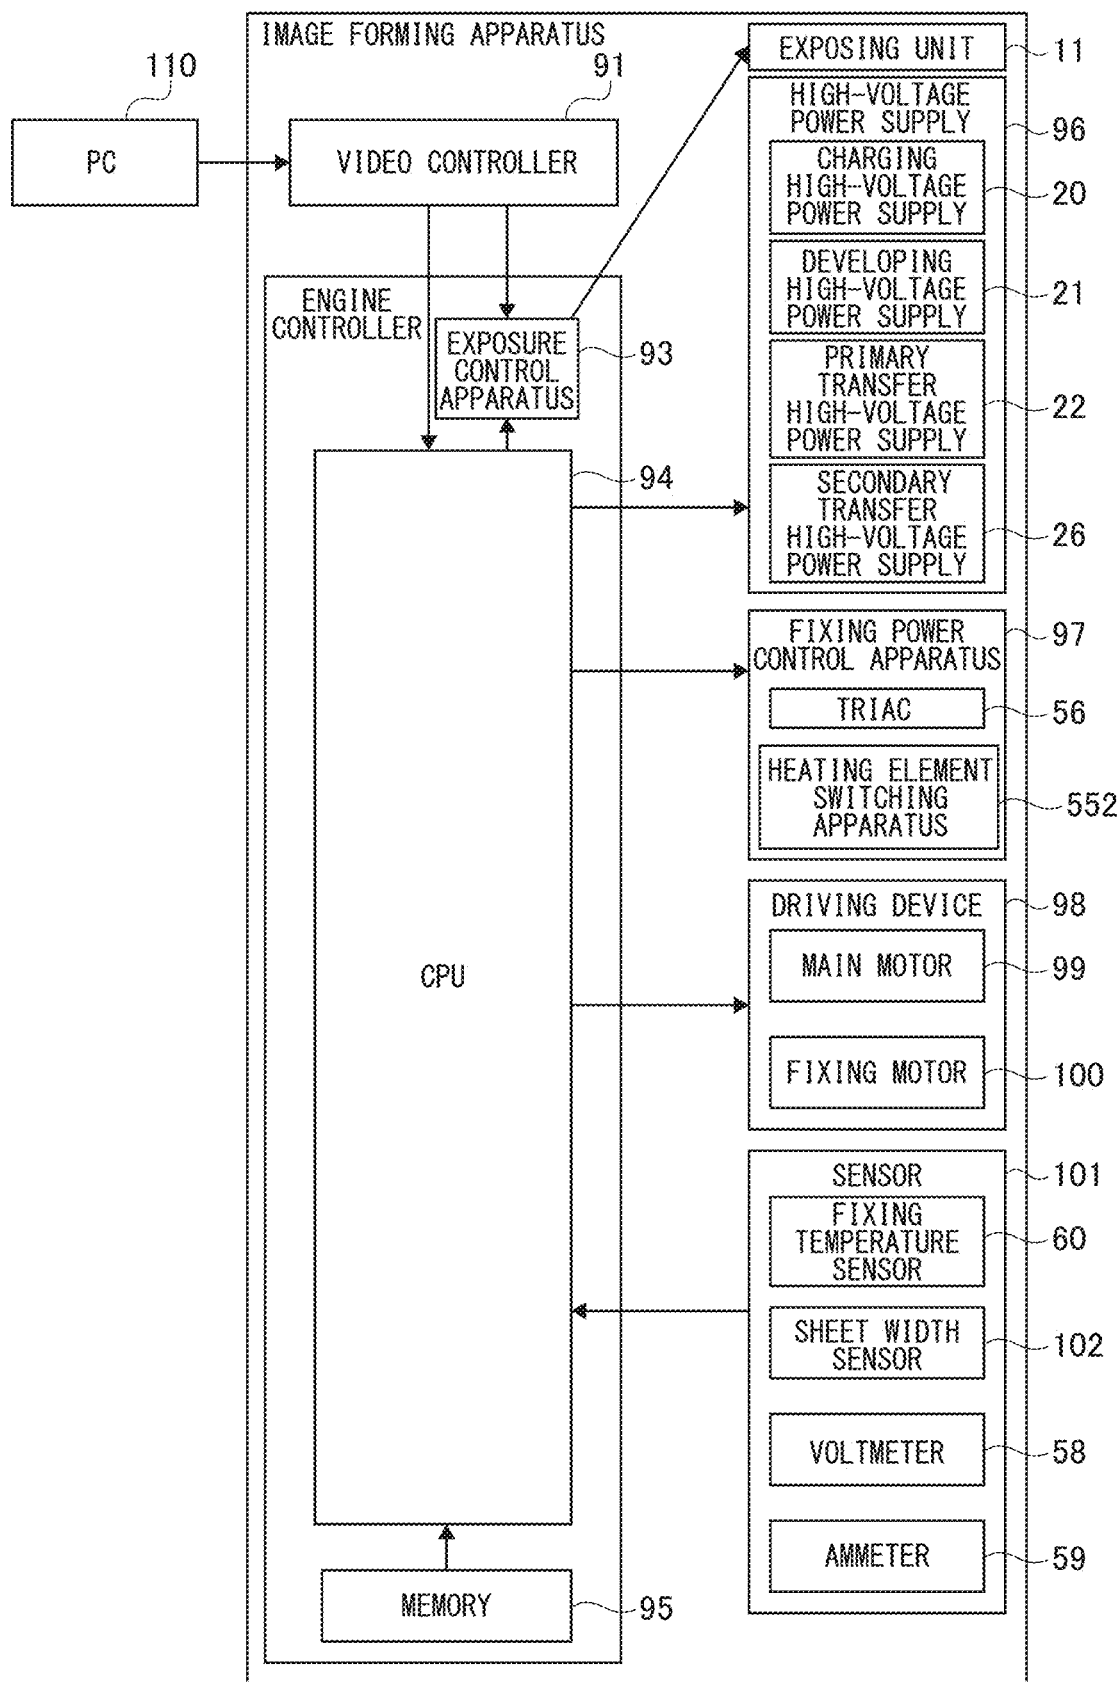 IMAGE FORMING APPARATUS
110
PC
91
VIDEO CONTROLLER
ENGINE
CONTROLLER
EXPOSURE
CONTROL
APPARATUS
93
94
CPU
MEMORY
95
EXPOSING UNIT
11
HIGH-VOLTAGE
POWER SUPPLY
96
CHARGING
HIGH-VOLTAGE
POWER SUPPLY
20
DEVELOPING
HIGH-VOLTAGE
POWER SUPPLY
21
PRIMARY
TRANSFER
HIGH-VOLTAGE
POWER SUPPLY
22
SECONDARY
TRANSFER
HIGH-VOLTAGE
POWER SUPPLY
26
FIXING POWER
CONTROL APPARATUS
97
TRIAC
56
HEATING ELEMENT
SWITCHING
APPARATUS
552
DRIVING DEVICE
98
MAIN MOTOR
99
FIXING MOTOR
100
SENSOR
101
FIXING
TEMPERATURE
SENSOR
60
SHEET WIDTH
SENSOR
102
VOLTMETER
58
AMMETER
59